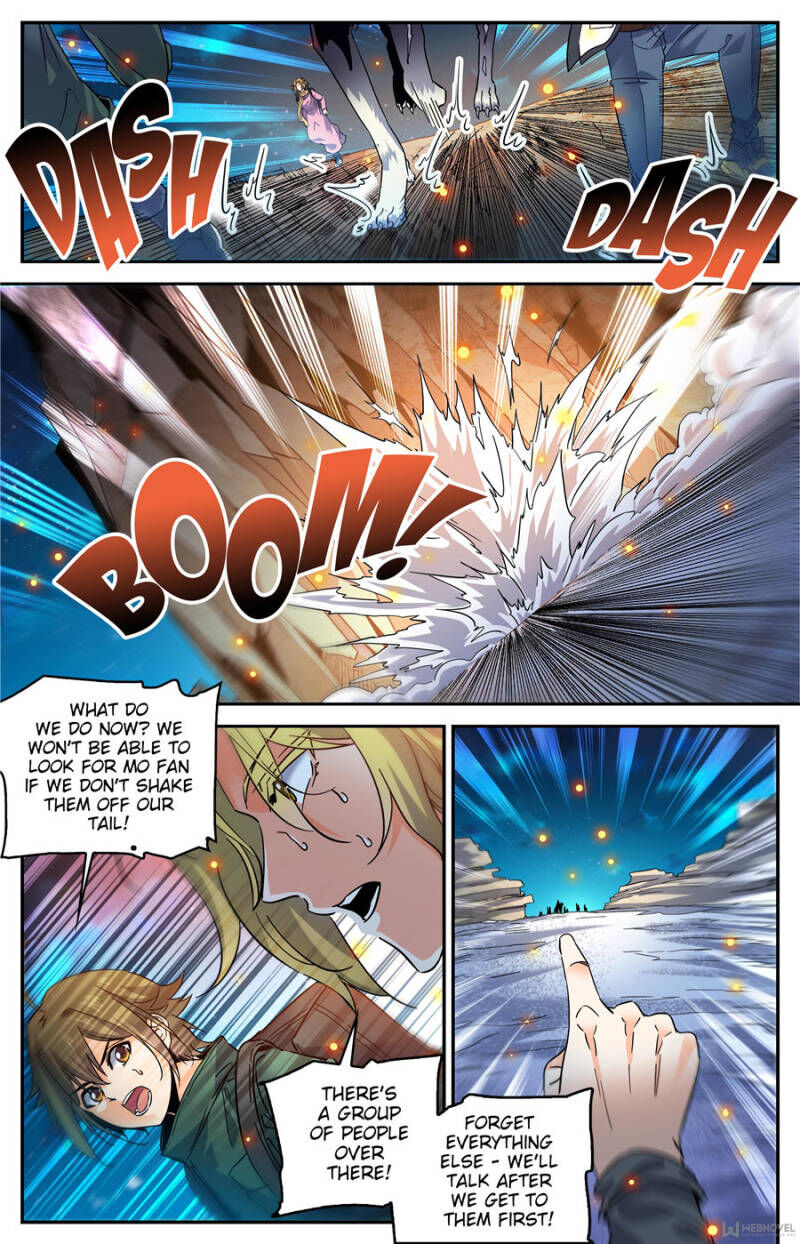 DASH
DASH
BOOM!
WHAT DO
WE DO NOW? WE
WON'T BE ABLE TO
LOOK FOR MO FAN
IF WE DON'T SHAKE
THEM OFF OUR
TAIL!
THERE'S
A GROUP
OF PEOPLE
OVER
THERE!
FORGET
EVERYTHING
ELSE - WE'LL
TALK AFTER
WE GET TO
THEM FIRST!
WEBNOVEL